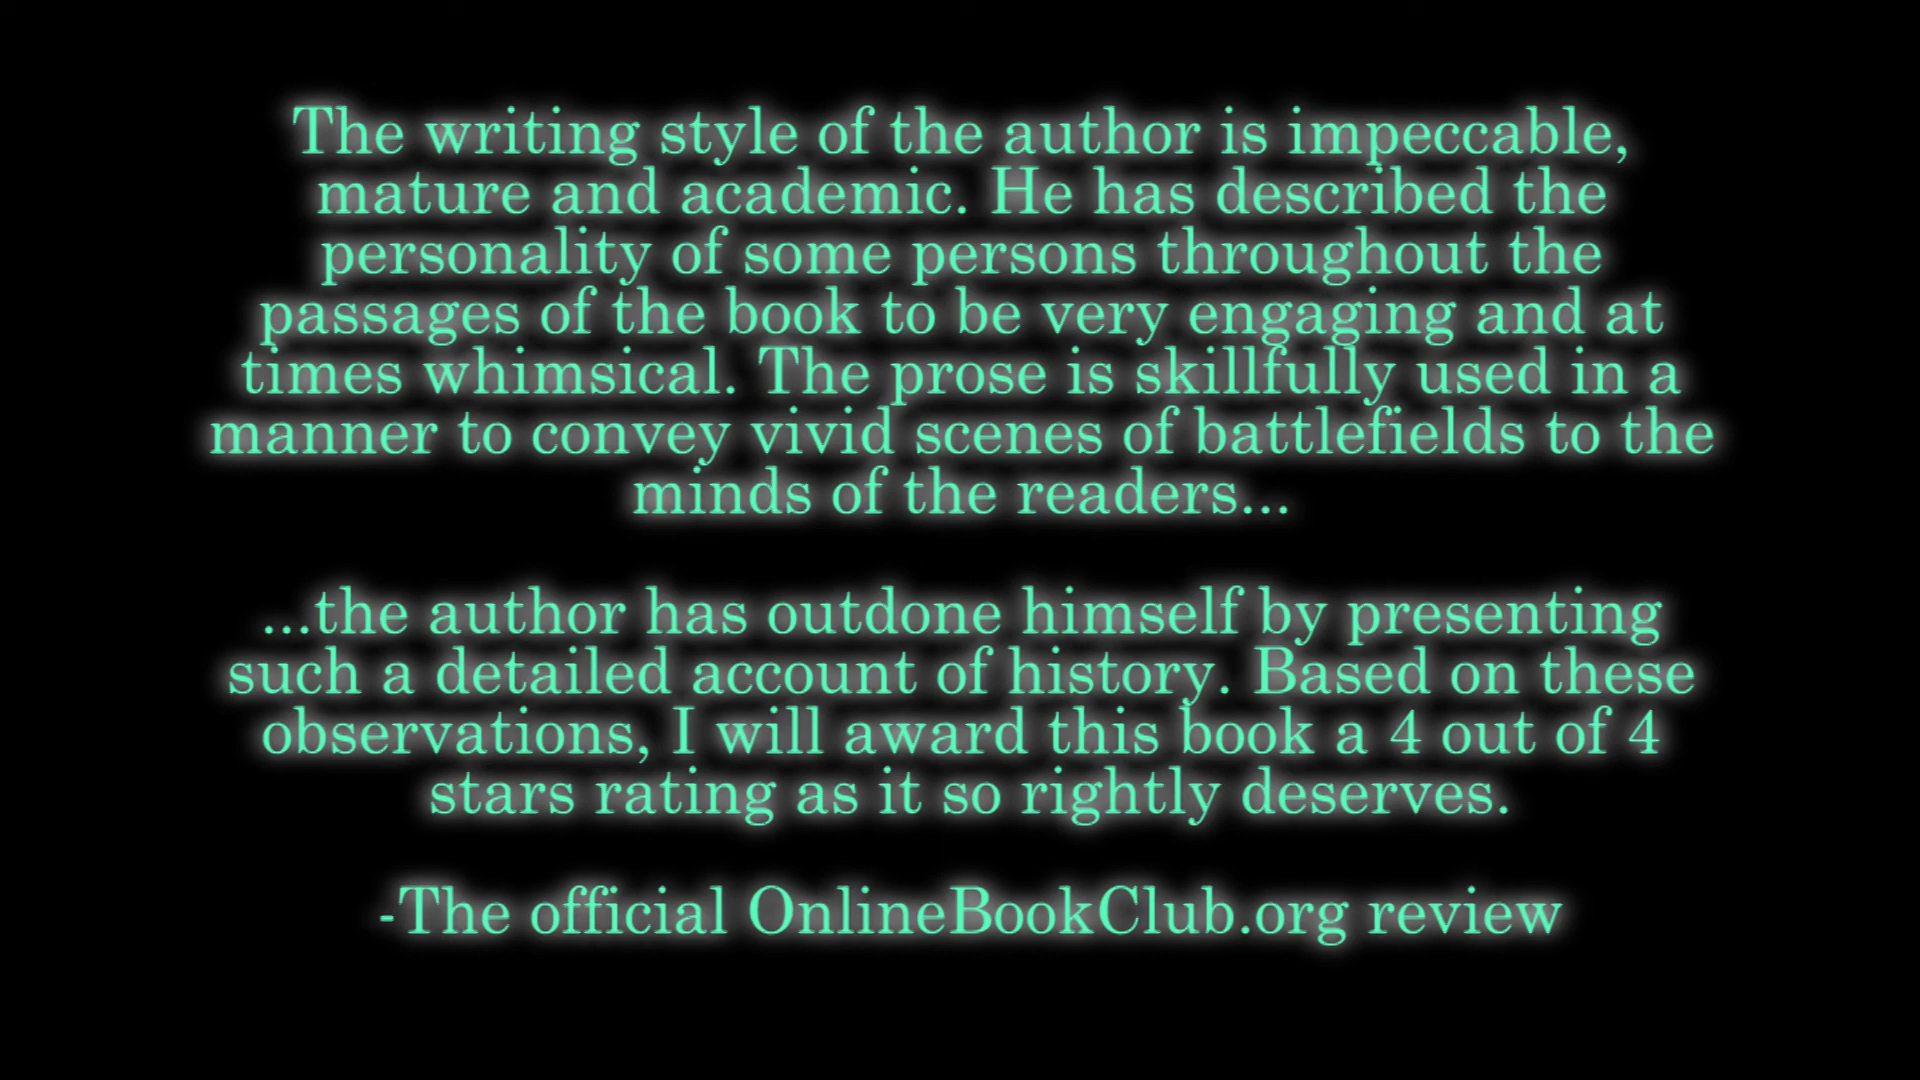 The writing style of the author is impeccable,
mature and academic. He has described the
personality of some persons throughout the
passages of the book to be very engaging and at
times whimsical. The prose is skillfully used in a
manner to convey vivid scenes of battlefields to the
minds of the readers...
...the author has outdone himself by presenting
such a detailed account of history. Based on these
observations, I will award this book a 4 out of 4
stars rating as it so rightly deserves.
-The official OnlineBookClub.org review